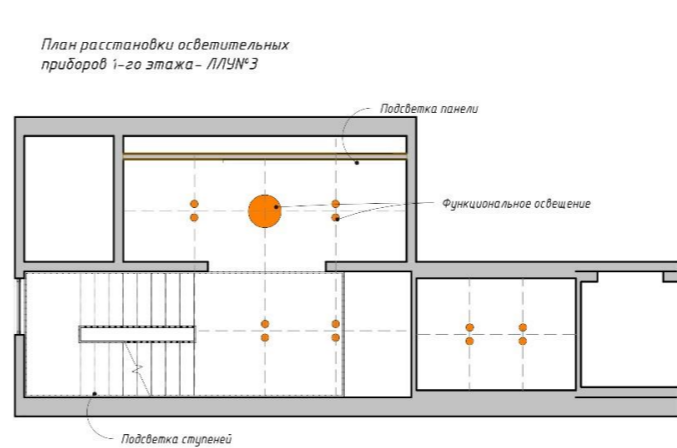 План расстановки осветительных
приборов 1-го этажа- ЛЛУ№3
Подсветка панели
Функциональное освещение
Подсветка ступеней